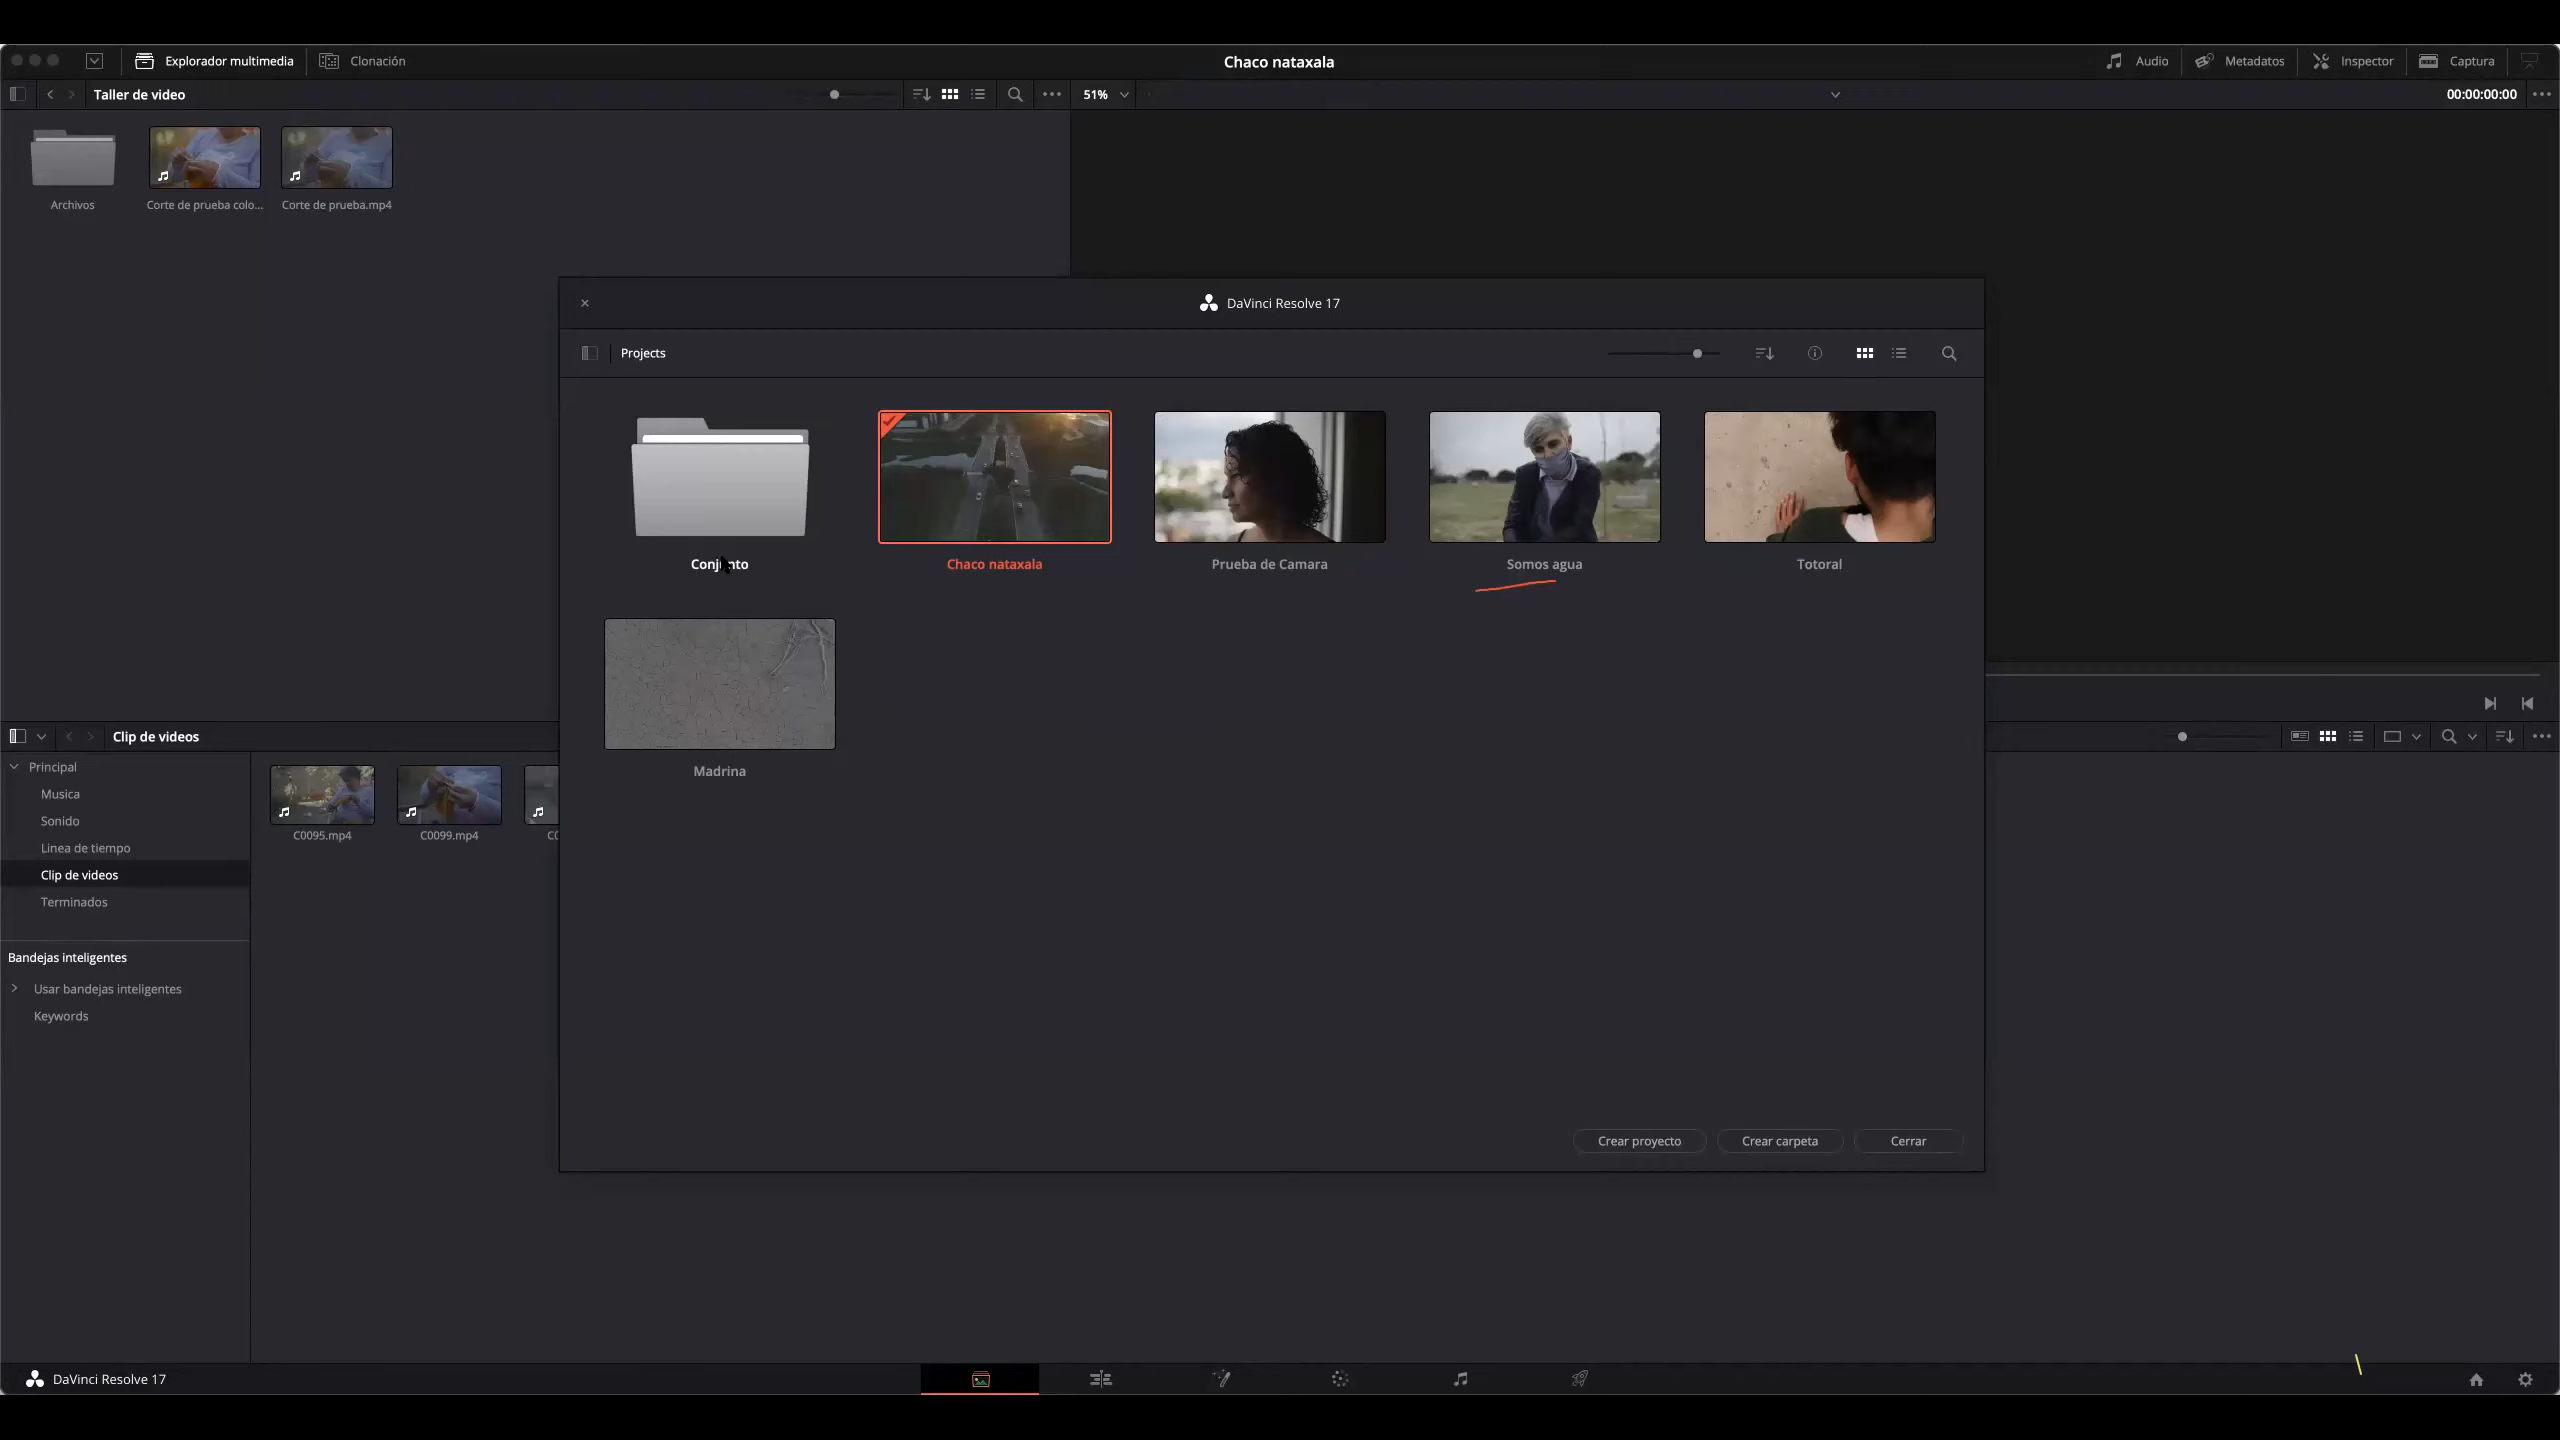 Explorador multimedia
Clonación
Chaco nataxala
Audio
Metadatos
Inspector
Captura
Taller de video
51%
00:00:00:00
Archivos
Corte de prueba colo...
Corte de prueba.mp4
DaVinci Resolve 17
Projects
Conjunto
Chaco nataxala
Prueba de Camara
Somos agua
Totoral
Madrina
Clip de videos
Principal
Musica
Sonido
Linea de tiempo
Clip de videos
Terminados
C0095.mp4
C0099.mp4
Bandejas inteligentes
Usar bandejas inteligentes
Keywords
Crear proyecto
Crear carpeta
Cerrar
DaVinci Resolve 17